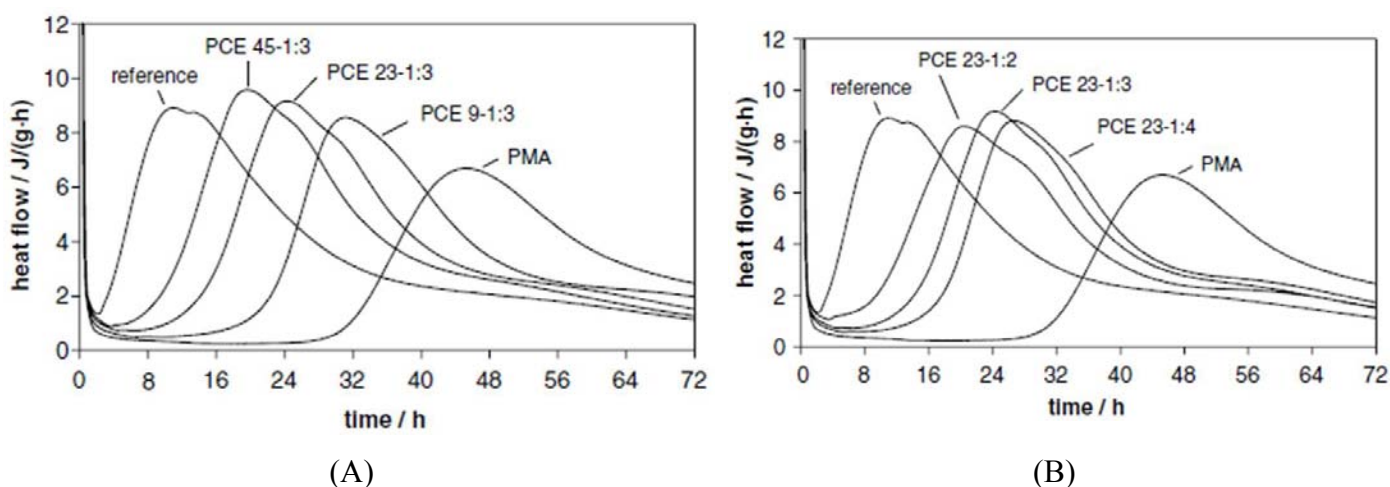 12
10
8
6
4
2
0
heat flow / J/(g·h)
reference
PCE 45-1:3
PCE 23-1:3
PCE 9-1:3
PMA
0 8 16 24 32 40 48 56 64 72
time / h
(A)
12
10
8
6
4
2
0
heat flow / J/(g·h)
reference
PCE 23-1:2
PCE 23-1:3
PCE 23-1:4
PMA
0 8 16 24 32 40 48 56 64 72
time / h
(B)